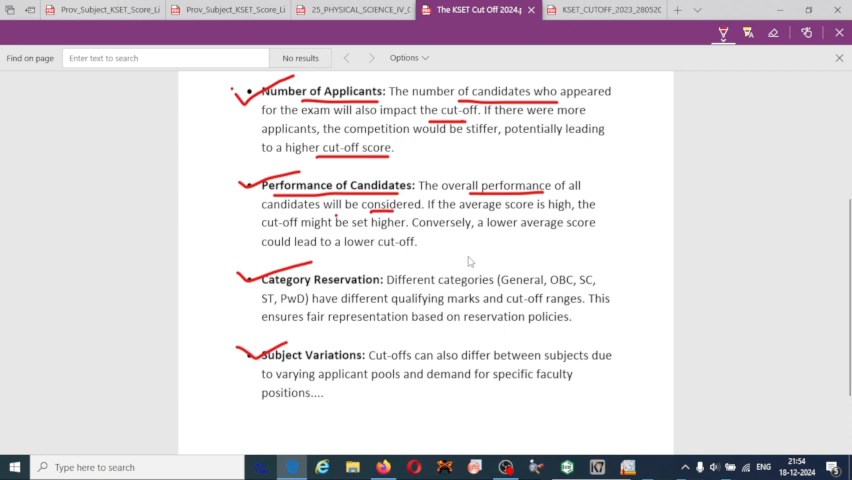 Prov_Subject_KSET_Score_Li
Prov_Subject_KSET_Score_Li
25_PHYSICAL_SCIENCE_IV_C
The KSET Cut Off 2024.p
KSET_CUTOFF_2023_28052C
Find on page
Enter text to search
No results
Options
• Number of Applicants: The number of candidates who appeared
for the exam will also impact the cut-off. If there were more
applicants, the competition would be stiffer, potentially leading
to a higher cut-off score.
• Performance of Candidates: The overall performance of all
candidates will be considered. If the average score is high, the
cut-off might be set higher. Conversely, a lower average score
could lead to a lower cut-off.
• Category Reservation: Different categories (General, OBC, SC,
ST, PwD) have different qualifying marks and cut-off ranges. This
ensures fair representation based on reservation policies.
• Subject Variations: Cut-offs can also differ between subjects due
to varying applicant pools and demand for specific faculty
positions....
Type here to search
ENG
21:54
18-12-2024
5